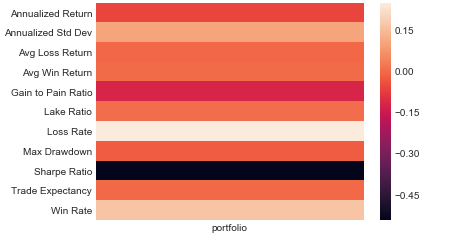 Annualized Return
Annualized Std Dev
Avg Loss Return
Avg Win Return
Gain to Pain Ratio
Lake Ratio
Loss Rate
Max Drawdown
Sharpe Ratio
Trade Expectancy
Win Rate
portfolio
0.15
0.00
−0.15
−0.30
−0.45